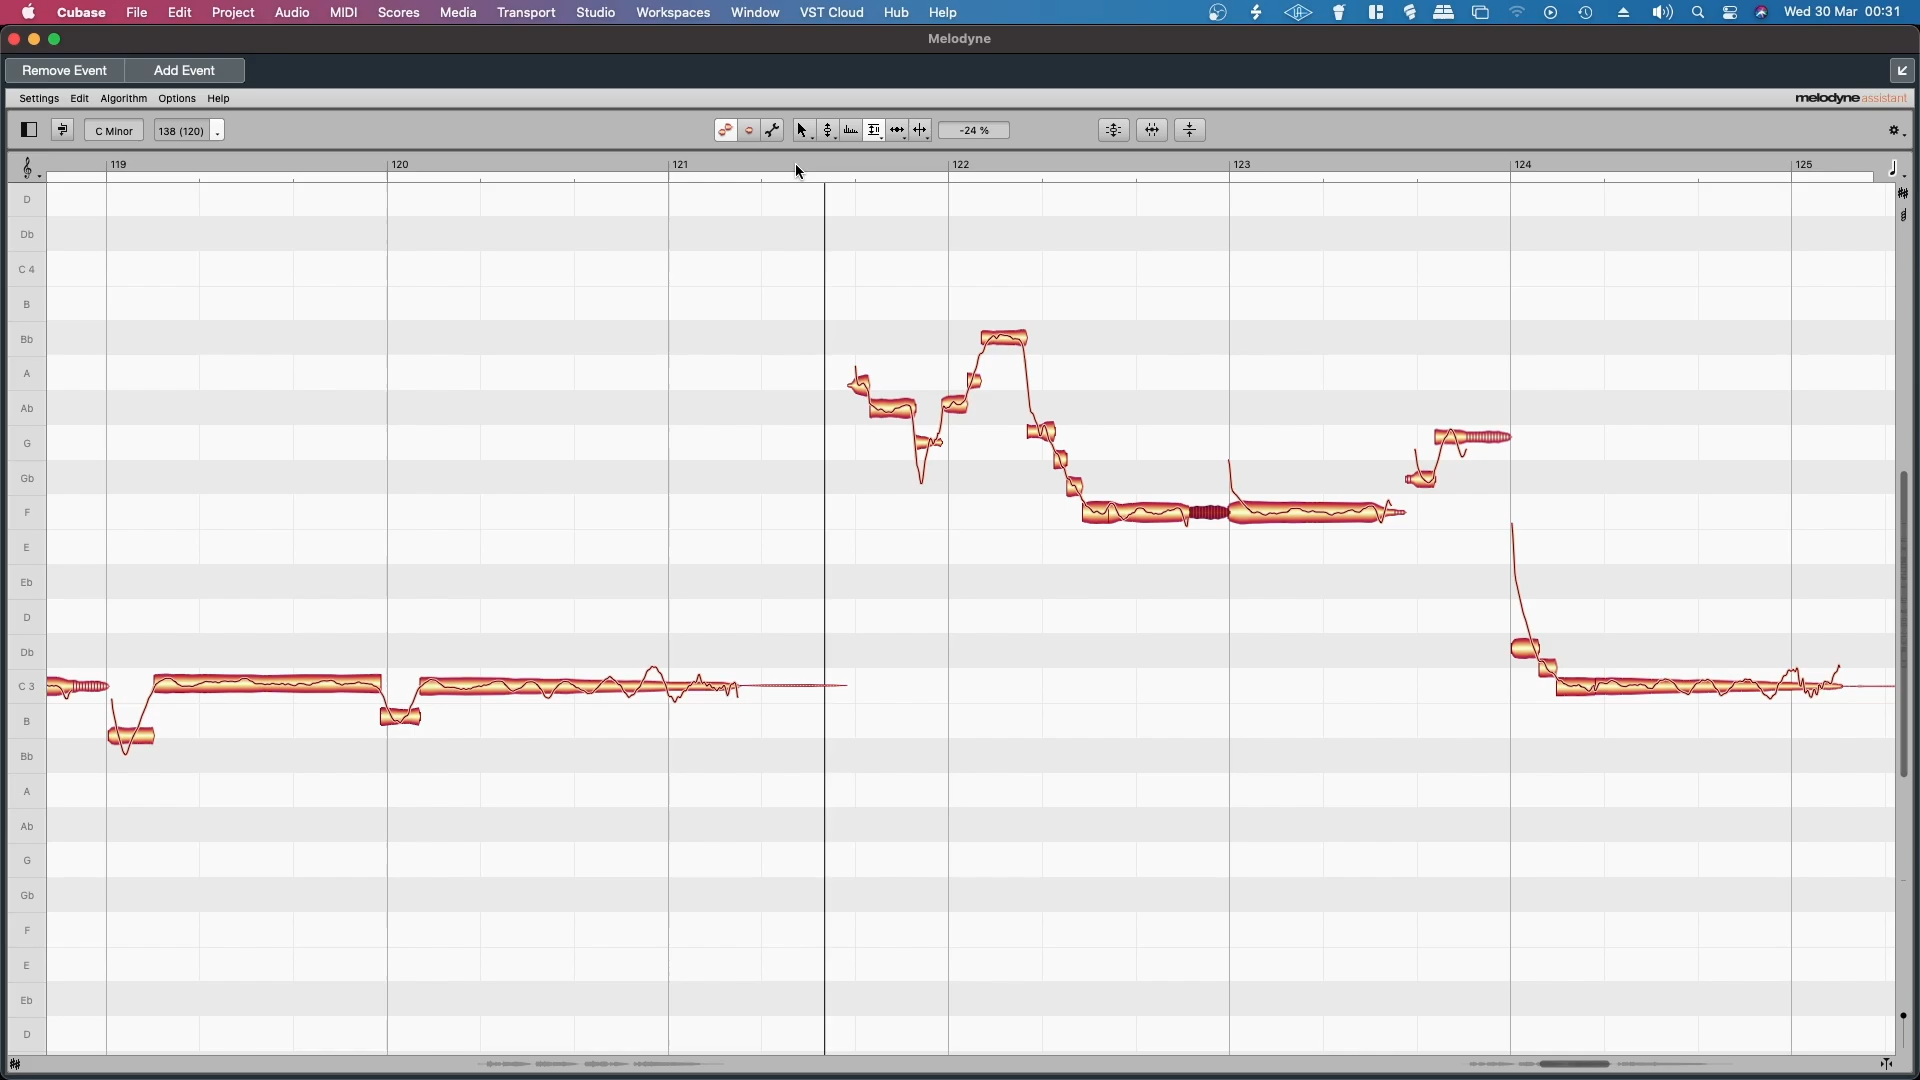 Cubase File Edit Project Audio MIDI Scores Media Transport Studio Workspaces Window VST Cloud Hub Help Wed 30 Mar 00:31
Melodyne
Remove Event Add Event
Settings Edit Algorithm Options Help melodyne assistant
C Minor 138 (120) -24 %
119 120 121 122 123 124 125
D
Db
C 4
B
Bb
A
Ab
G
Gb
F
E
Eb
D
Db
C 3
B
Bb
A
Ab
G
Gb
F
E
Eb
D